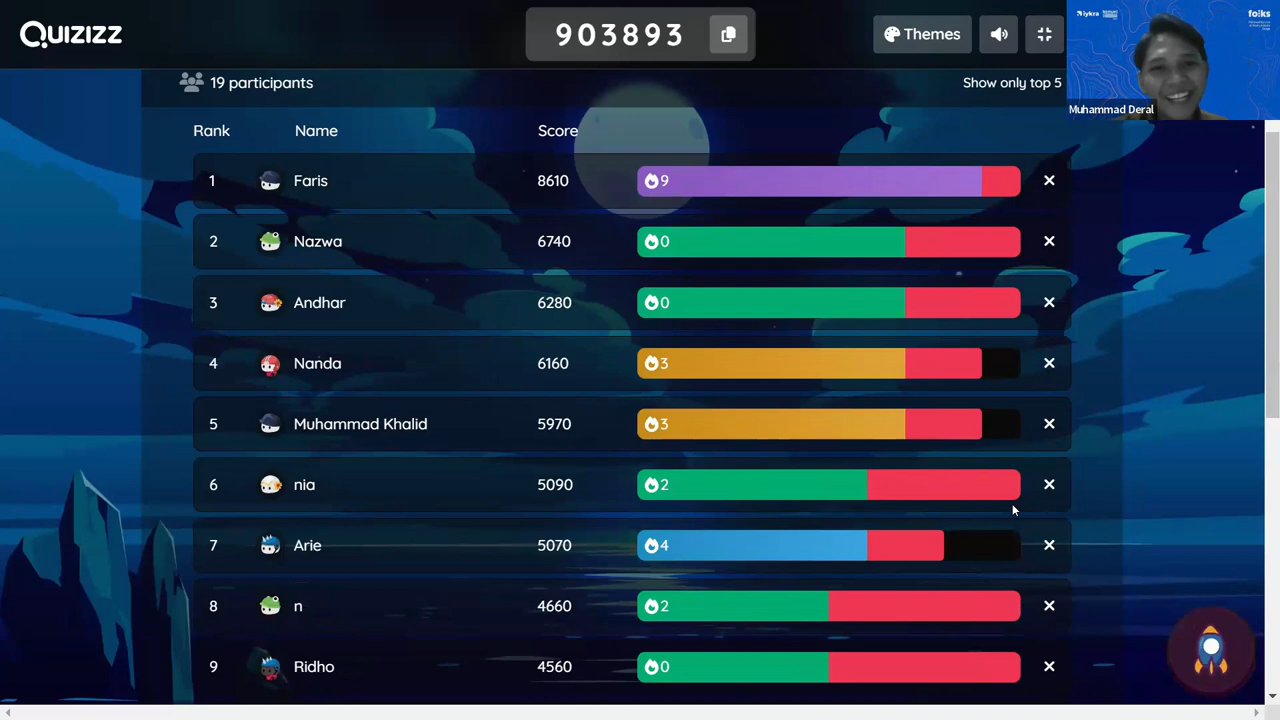 QUIZIZZ
903893
Themes
iykra
folks
Muhammad Deral
19 participants
Show only top 5
Rank Name Score
1 Faris 8610 9
2 Nazwa 6740 0
3 Andhar 6280 0
4 Nanda 6160 3
5 Muhammad Khalid 5970 3
6 nia 5090 2
7 Arie 5070 4
8 n 4660 2
9 Ridho 4560 0